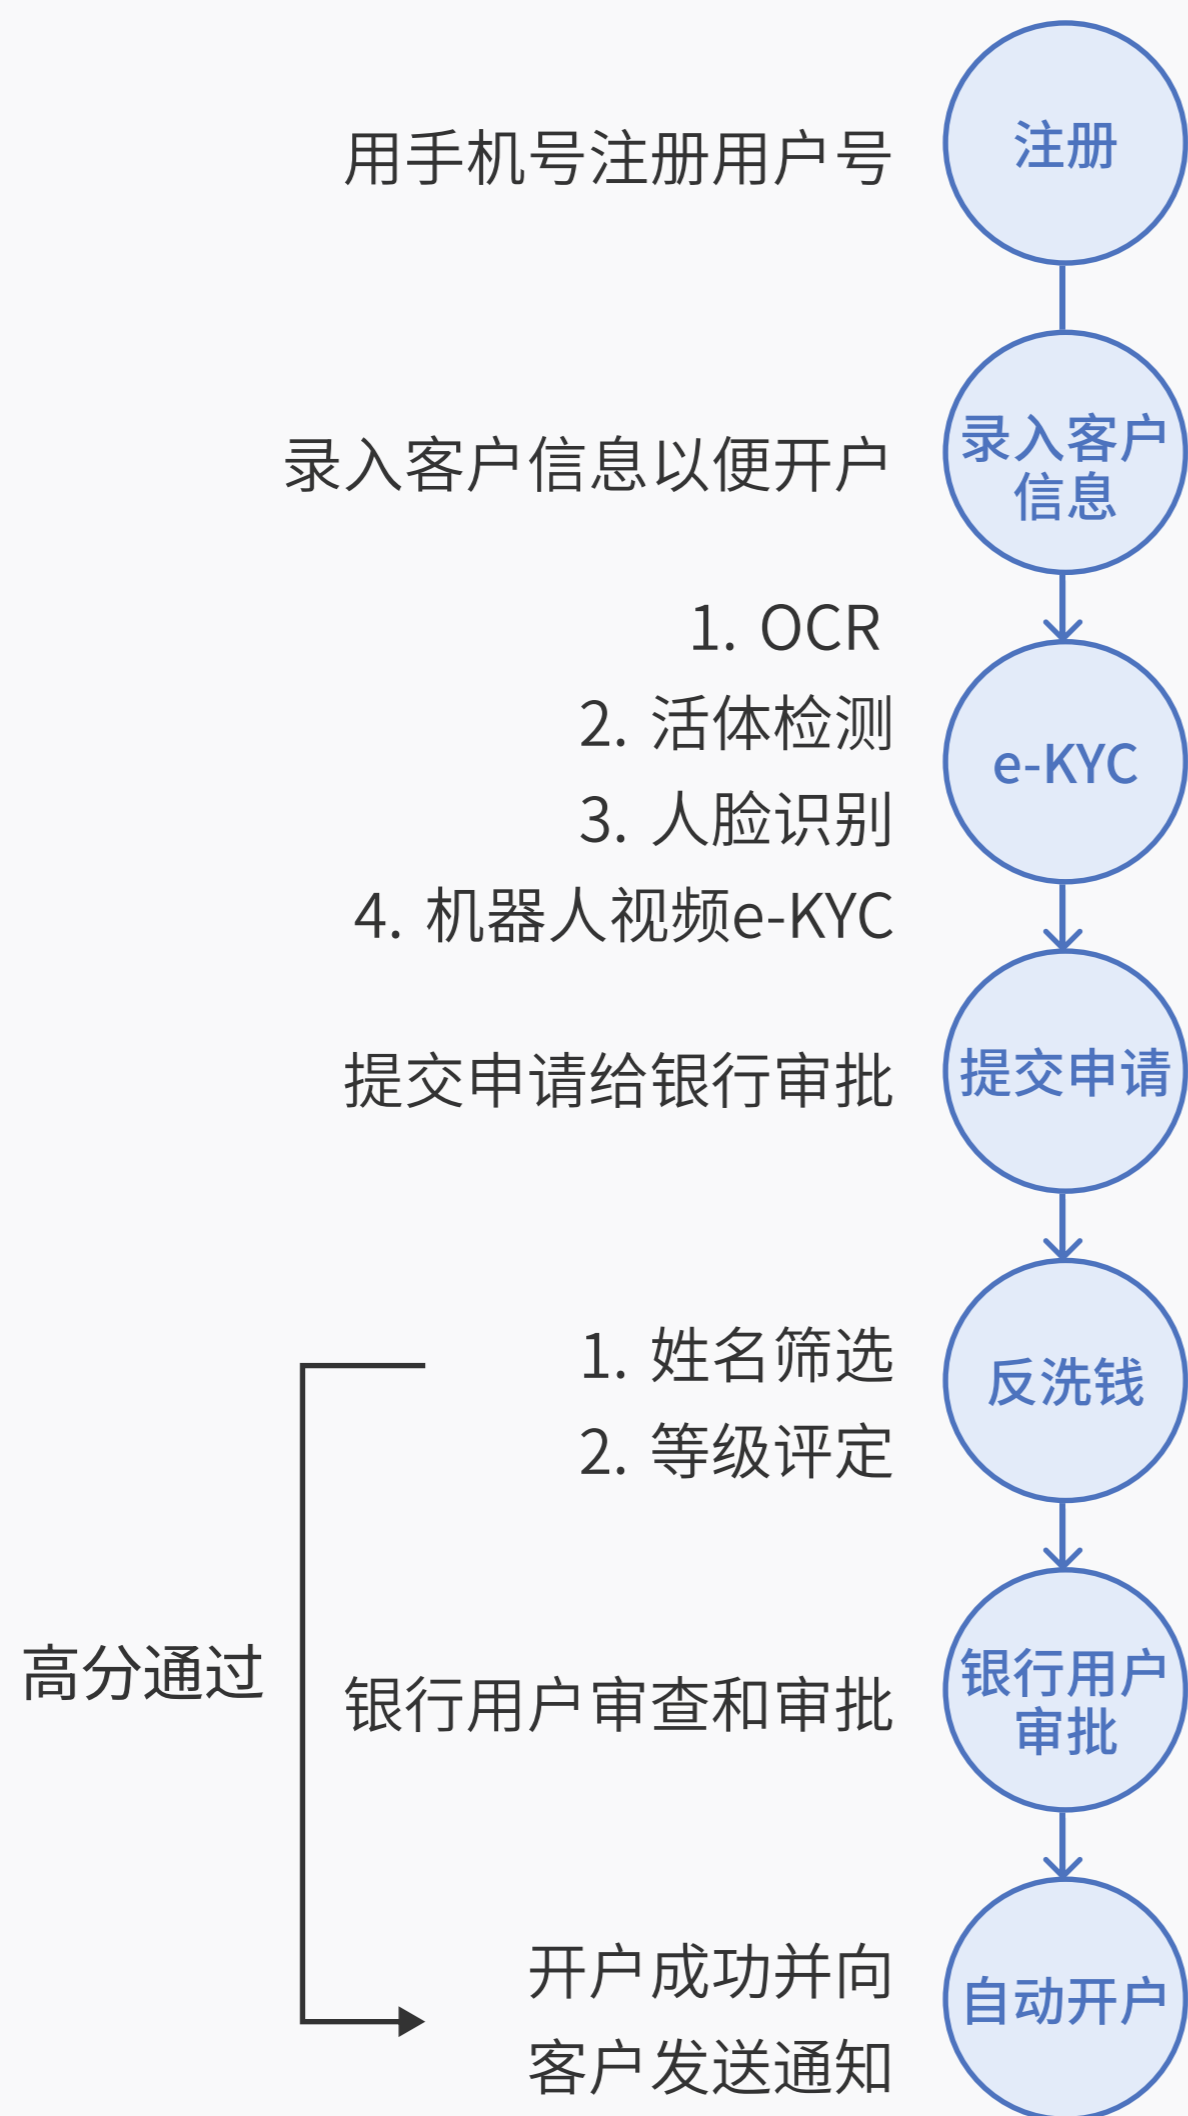 用手机号注册用户号
注册
录入客户信息以便开户
录入客户
信息
1. OCR
2. 活体检测
3. 人脸识别
4. 机器人视频e-KYC
e-KYC
提交申请给银行审批
提交申请
1. 姓名筛选
2. 等级评定
反洗钱
高分通过
银行用户审查和审批
银行用户
审批
开户成功并向
客户发送通知
自动开户